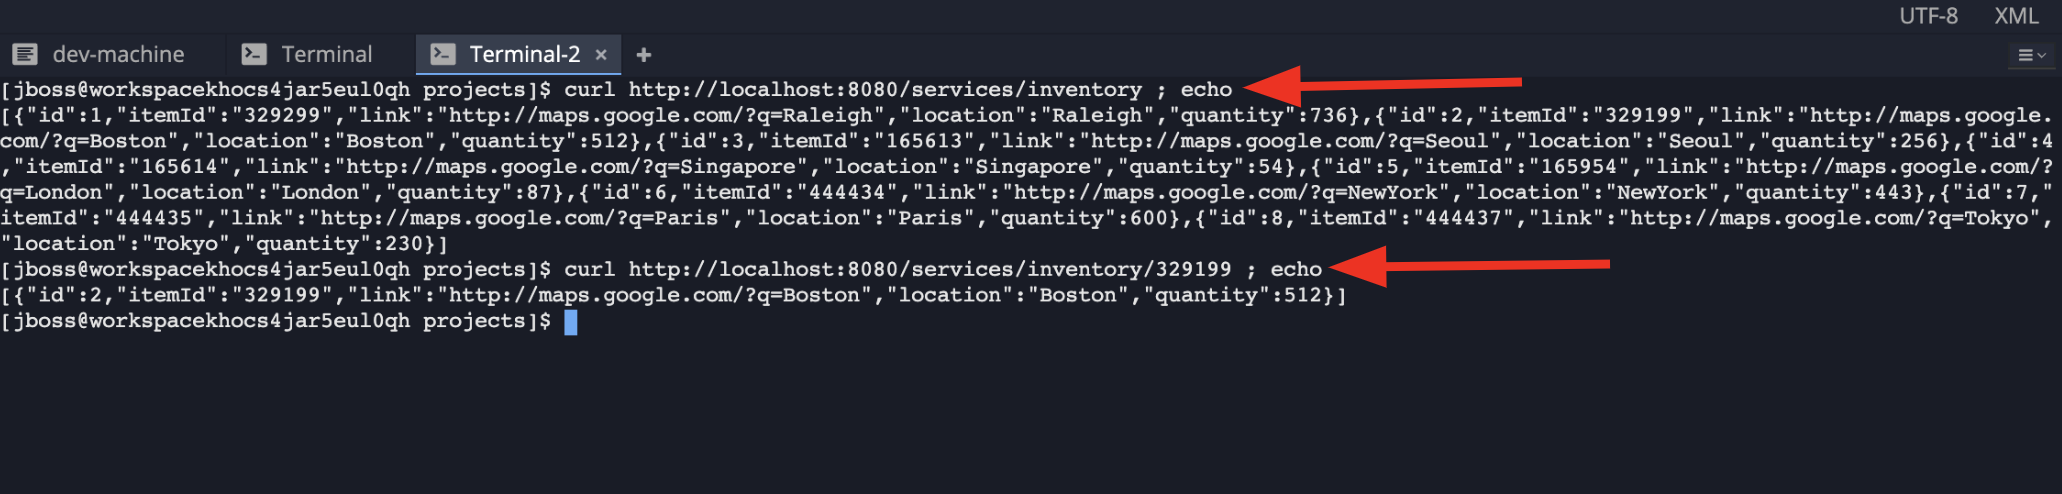 UTF-8 XML
dev-machine Terminal Terminal-2 × +
[jboss@workspacekhocs4jar5eul0qh projects]$ curl http://localhost:8080/services/inventory ; echo
[{"id":1,"itemId":"329299","link":"http://maps.google.com/?q=Raleigh","location":"Raleigh","quantity":736},{"id":2,"itemId":"329199","link":"http://maps.google.
com/?q=Boston","location":"Boston","quantity":512},{"id":3,"itemId":"165613","link":"http://maps.google.com/?q=Seoul","location":"Seoul","quantity":256},{"id":4
,"itemId":"165614","link":"http://maps.google.com/?q=Singapore","location":"Singapore","quantity":54},{"id":5,"itemId":"165954","link":"http://maps.google.com/?
q=London","location":"London","quantity":87},{"id":6,"itemId":"444434","link":"http://maps.google.com/?q=NewYork","location":"NewYork","quantity":443},{"id":7,"
itemId":"444435","link":"http://maps.google.com/?q=Paris","location":"Paris","quantity":600},{"id":8,"itemId":"444437","link":"http://maps.google.com/?q=Tokyo",
"location":"Tokyo","quantity":230}]
[jboss@workspacekhocs4jar5eul0qh projects]$ curl http://localhost:8080/services/inventory/329199 ; echo
[{"id":2,"itemId":"329199","link":"http://maps.google.com/?q=Boston","location":"Boston","quantity":512}]
[jboss@workspacekhocs4jar5eul0qh projects]$